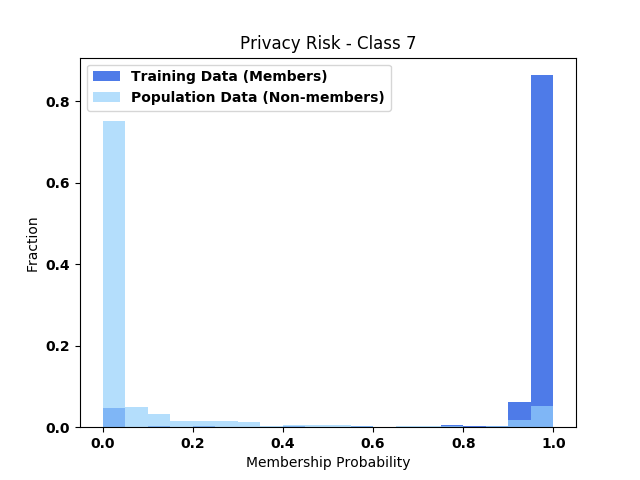 Privacy Risk - Class 7
Training Data (Members)
Population Data (Non-members)
Fraction
0.8
0.6
0.4
0.2
0.0
0.0 0.2 0.4 0.6 0.8 1.0
Membership Probability